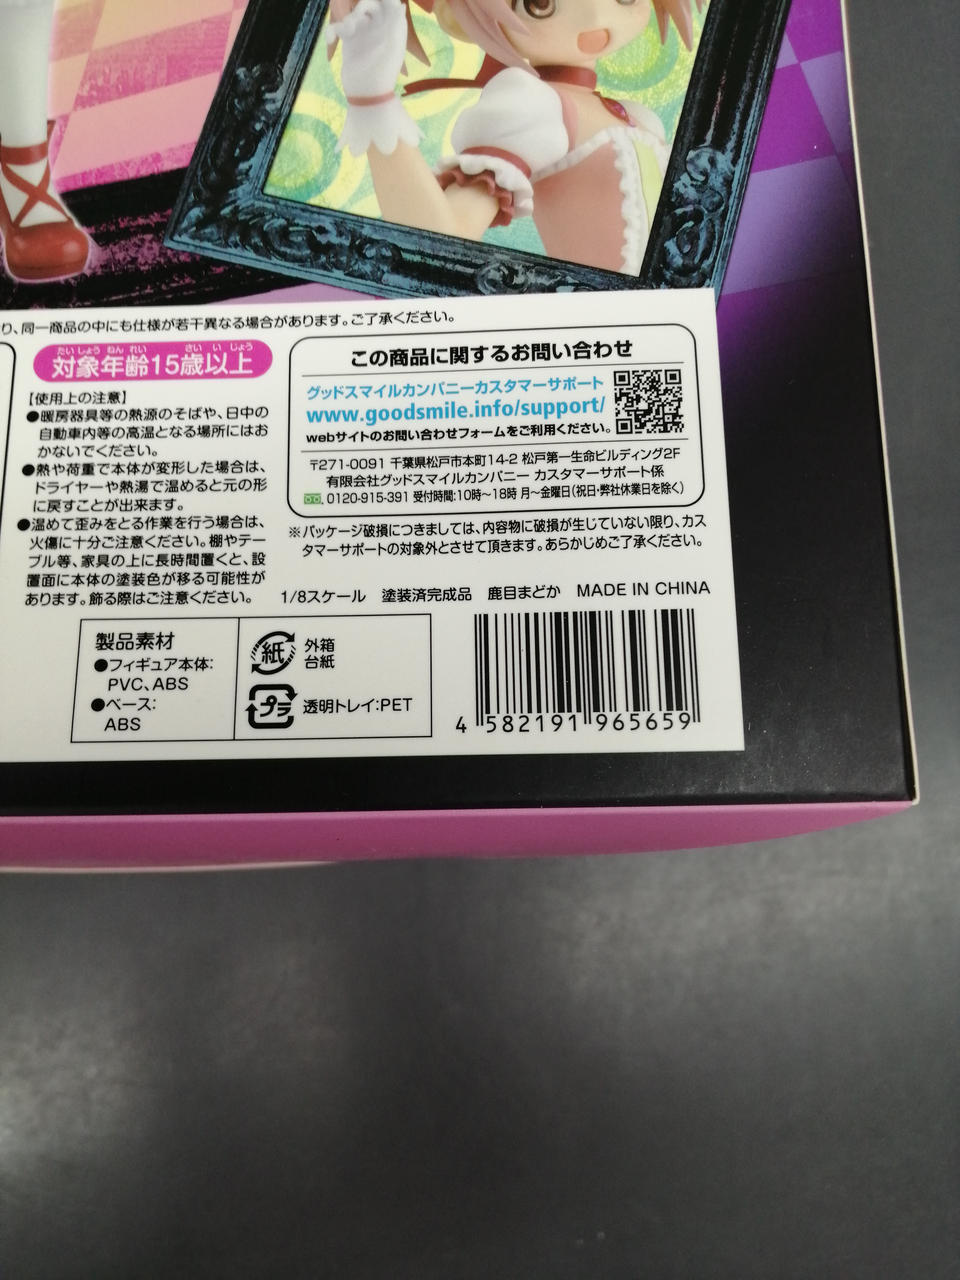 り、同一商品の中にも仕様が若干異なる場合があります。ご了承ください。
たいしょう ねん れい さい い じょう
対象年齢15歳以上
【使用上の注意】
●暖房器具等の熱源のそばや、日中の
自動車内等の高温となる場所にはお
かないでください。
●熱や荷重で本体が変形した場合は、
ドライヤーや熱湯で温めると元の形
に戻すことが出来ます。
●温めて歪みをとる作業を行う場合は、
火傷に十分ご注意ください。棚やテー
ブル等、家具の上に長時間置くと、設
置面に本体の塗装色が移る可能性が
あります。飾る際はご注意ください。
この商品に関するお問い合わせ
グッドスマイルカンパニーカスタマーサポート
www.goodsmile.info/support/
webサイトのお問い合わせフォームをご利用ください。
〒271-0091 千葉県松戸市本町14-2 松戸第一生命ビルディング2F
有限会社グッドスマイルカンパニー カスタマーサポート係
0120-915-391 受付時間:10時〜18時 月〜金曜日(祝日・弊社休業日を除く)
※パッケージ破損につきましては、内容物に破損が生じていない限り、カス
タマーサポートの対象外とさせて頂きます。あらかじめご了承ください。
1/8スケール 塗装済完成品 鹿目まどか MADE IN CHINA
製品素材
●フィギュア本体:
PVC、ABS
●ベース:
ABS
紙 外箱
台紙
プラ 透明トレイ:PET
4 582191 965659